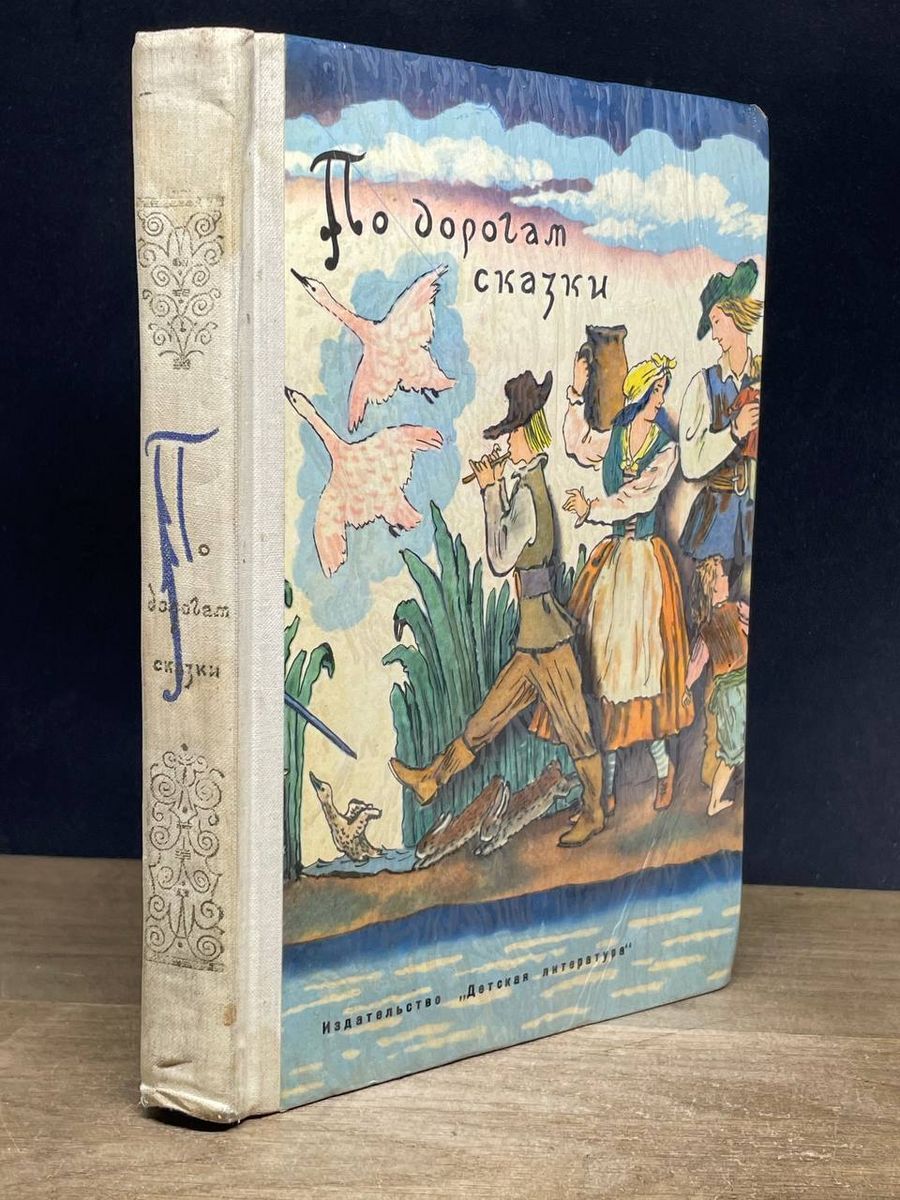 По
дорогам
сказки
По дорогам
сказки
Издательство „Детская литература“